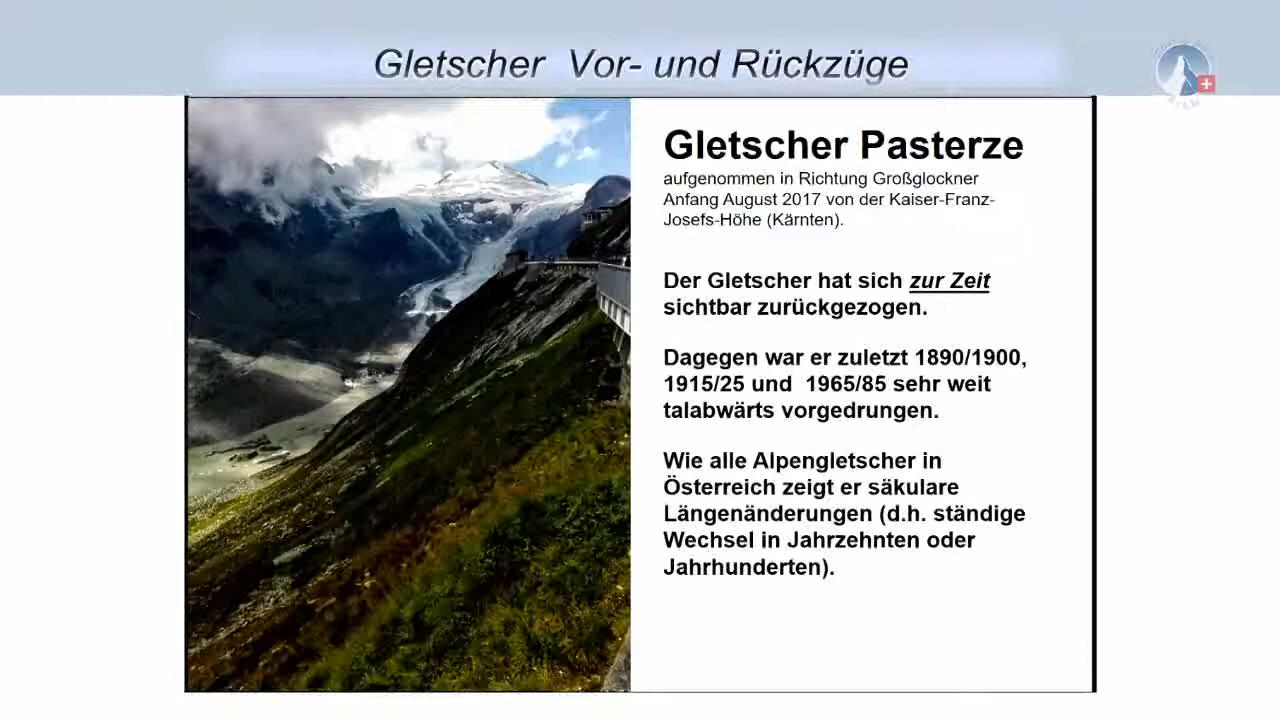 Gletscher Vor- und Rückzüge
Gletscher Pasterze
aufgenommen in Richtung Großglockner
Anfang August 2017 von der Kaiser-Franz-
Josefs-Höhe (Kärnten).
Der Gletscher hat sich zur Zeit
sichtbar zurückgezogen.
Dagegen war er zuletzt 1890/1900,
1915/25 und 1965/85 sehr weit
talabwärts vorgedrungen.
Wie alle Alpengletscher in
Österreich zeigt er säkulare
Längenänderungen (d.h. ständige
Wechsel in Jahrzehnten oder
Jahrhunderten).